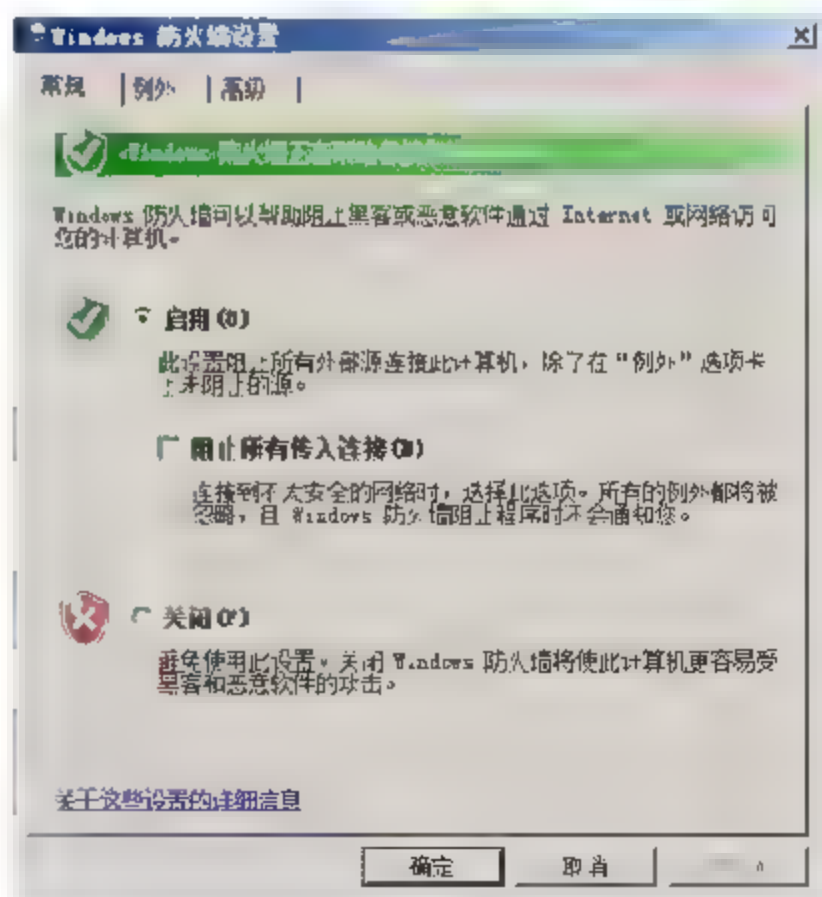 Windows 防火墙设置
常规 例外 高级
Windows 防火墙
Windows 防火墙可以帮助阻止黑客或恶意软件通过 Internet 或网络访问
您的计算机。
启用(O)
此设置阻止所有外部源连接此计算机，除了在“例外”选项卡
上未阻止的源。
阻止所有传入连接(B)
连接到不太安全的网络时，选择此选项。所有的例外都将被
忽略，且 Windows 防火墙阻止程序时不会通知您。
关闭(F)
避免使用此设置。关闭 Windows 防火墙将使此计算机更容易受
黑客和恶意软件的攻击。
关于这些设置的详细信息
确定 取消